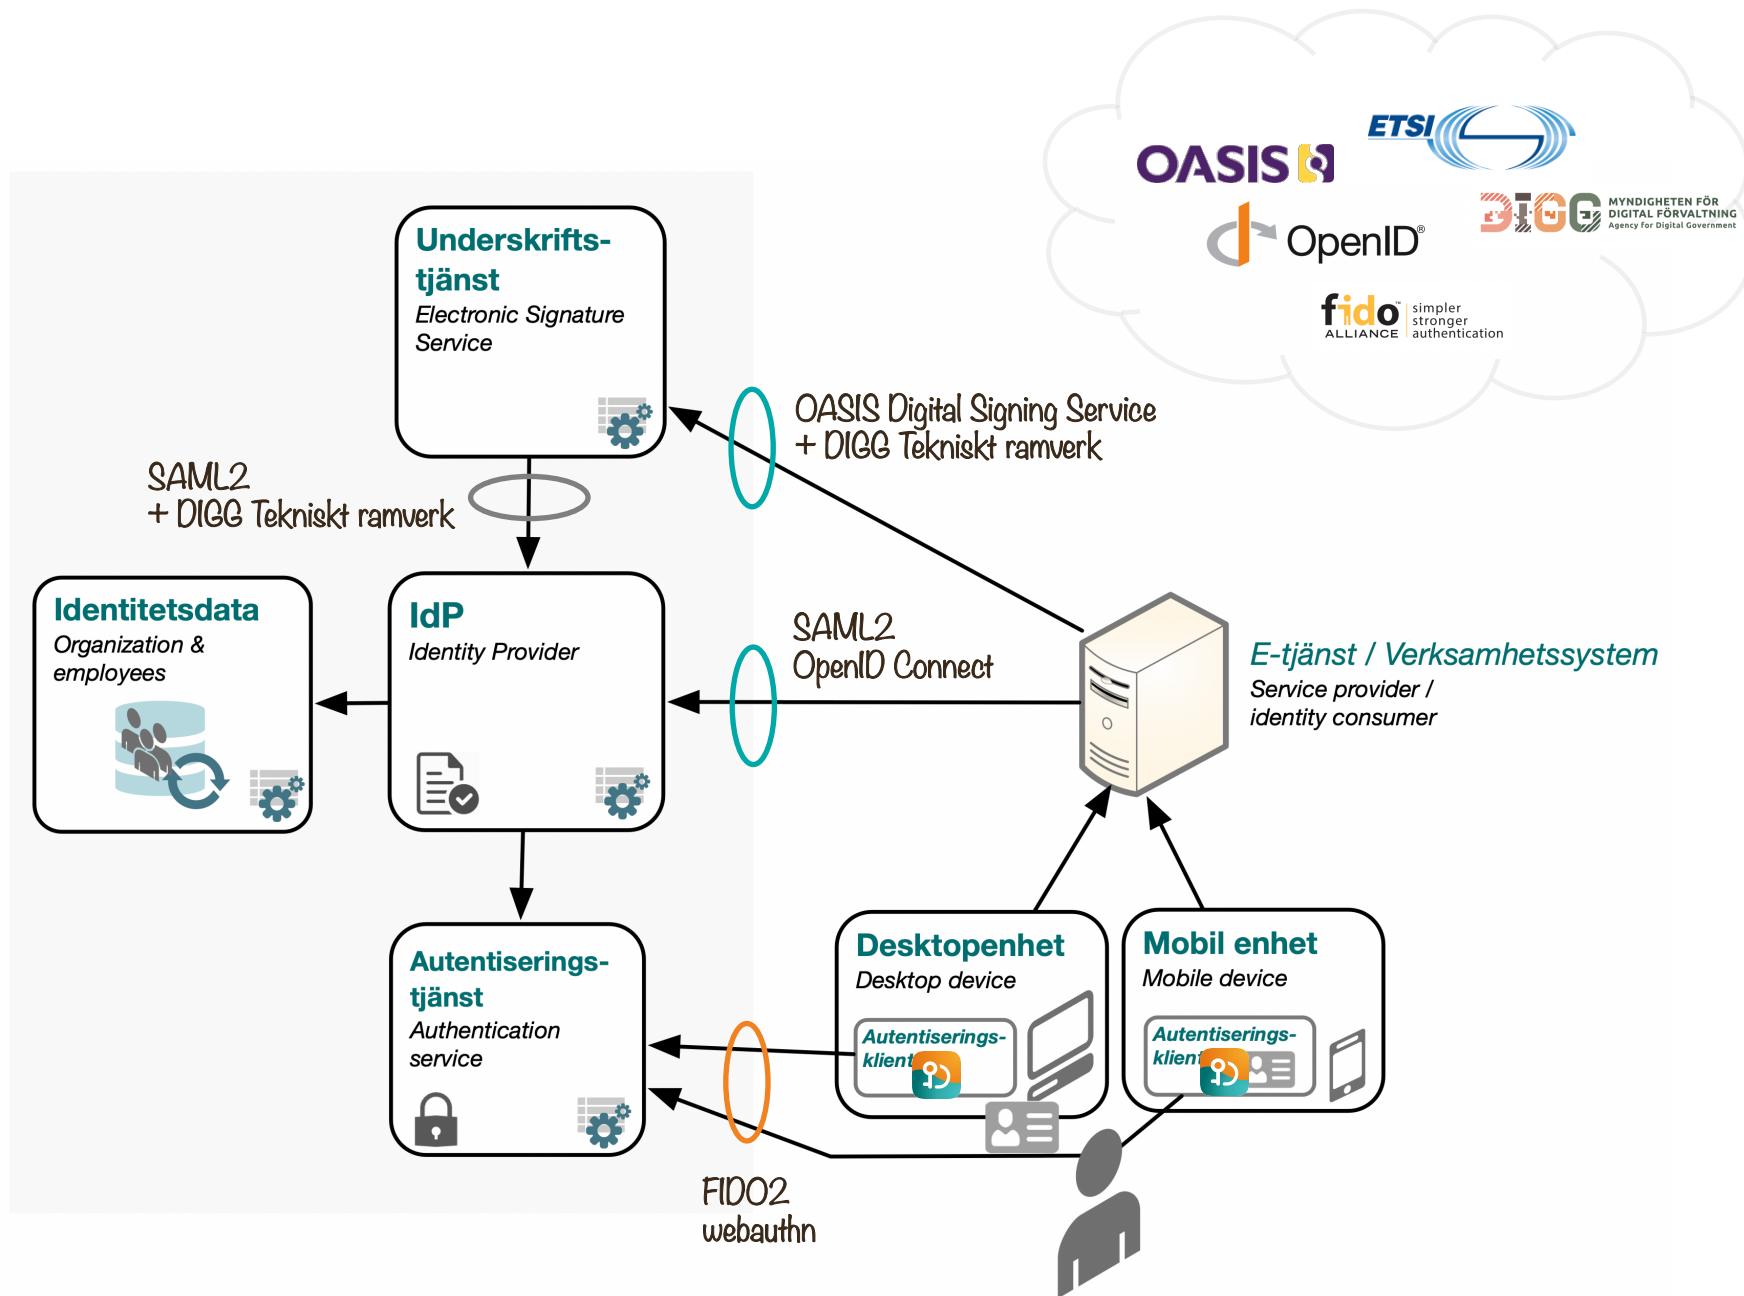 ETSI
OASIS
DIGG
MYNDIGHETEN FÖR
DIGITAL FÖRVALTNING
Agency for Digital Government
OpenID®
fido™
ALLIANCE
simpler
stronger
authentication
Underskrifts-
tjänst
Electronic Signature
Service
OASIS Digital Signing Service
+ DIGG Tekniskt ramverk
SAML2
+ DIGG Tekniskt ramverk
Identitetsdata
Organization &
employees
IdP
Identity Provider
SAML2
OpenID Connect
E-tjänst / Verksamhetssystem
Service provider /
identity consumer
Autentiserings-
tjänst
Authentication
service
Desktopenhet
Desktop device
Autentiserings-
klient
Mobil enhet
Mobile device
Autentiserings-
klien
FIDO2
webauthn